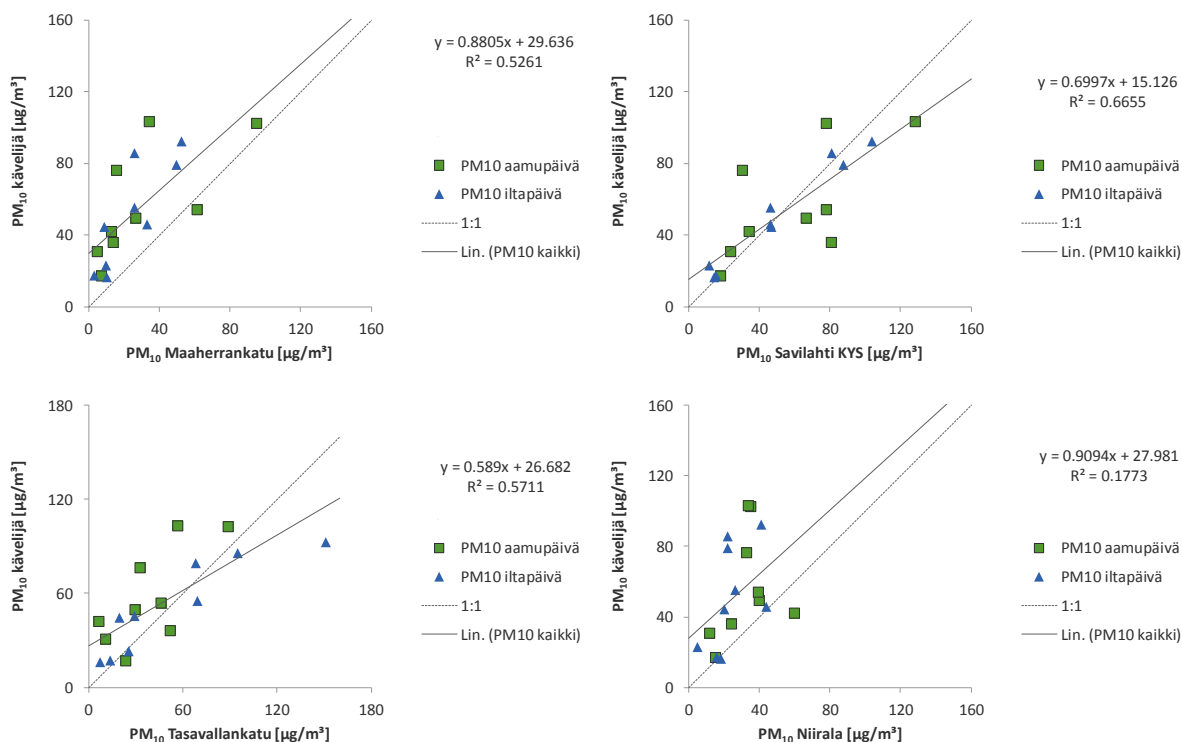 PM₁₀ kävelijä [µg/m³]
160
120
80
40
0
0 40 80 120 160
PM₁₀ Maaherrankatu [µg/m³]
y = 0.8805x + 29.636
R² = 0.5261
PM10 aamupäivä
PM10 iltapäivä
1:1
Lin. (PM10 kaikki)
PM₁₀ kävelijä [µg/m³]
160
120
80
40
0
0 40 80 120 160
PM₁₀ Savilahti KYS [µg/m³]
y = 0.6997x + 15.126
R² = 0.6655
PM10 aamupäivä
PM10 iltapäivä
1:1
Lin. (PM10 kaikki)
PM₁₀ kävelijä [µg/m³]
180
120
60
0
0 60 120 180
PM₁₀ Tasavallankatu [µg/m³]
y = 0.589x + 26.682
R² = 0.5711
PM10 aamupäivä
PM10 iltapäivä
1:1
Lin. (PM10 kaikki)
PM₁₀ kävelijä [µg/m³]
160
120
80
40
0
0 40 80 120 160
PM₁₀ Niirala [µg/m³]
y = 0.9094x + 27.981
R² = 0.1773
PM10 aamupäivä
PM10 iltapäivä
1:1
Lin. (PM10 kaikki)